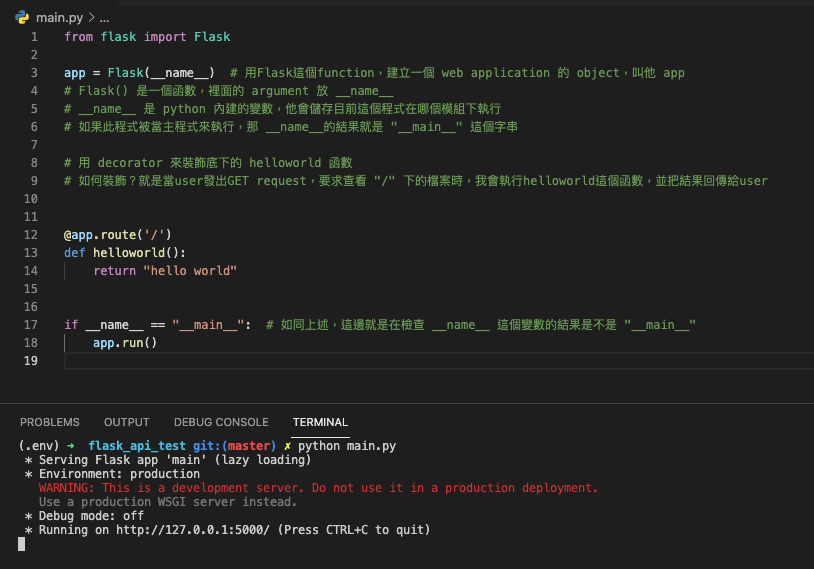 main.py > ...
1 from flask import Flask
2
3 app = Flask(__name__)  # 用Flask這個function，建立一個 web application 的 object，叫他 app
4 # Flask() 是一個函數，裡面的 argument 放 __name__
5 # __name__ 是 python 內建的變數，他會儲存目前這個程式在哪個模組下執行
6 # 如果此程式被當主程式來執行，那 __name__的結果就是 "__main__" 這個字串
7
8 # 用 decorator 來裝飾底下的 helloworld 函數
9 # 如何裝飾？就是當user發出GET request，要求查看 "/" 下的檔案時，我會執行helloworld這個函數，並把結果回傳給user
10
11
12 @app.route('/')
13 def helloworld():
14     return "hello world"
15
16
17 if __name__ == "__main__":  # 如同上述，這邊就是在檢查 __name__ 這個變數的結果是不是 "__main__"
18     app.run()
19
PROBLEMS OUTPUT DEBUG CONSOLE TERMINAL
(.env) ➜  flask_api_test git:(master) ✗ python main.py
 * Serving Flask app 'main' (lazy loading)
 * Environment: production
   WARNING: This is a development server. Do not use it in a production deployment.
   Use a production WSGI server instead.
 * Debug mode: off
 * Running on http://127.0.0.1:5000/ (Press CTRL+C to quit)